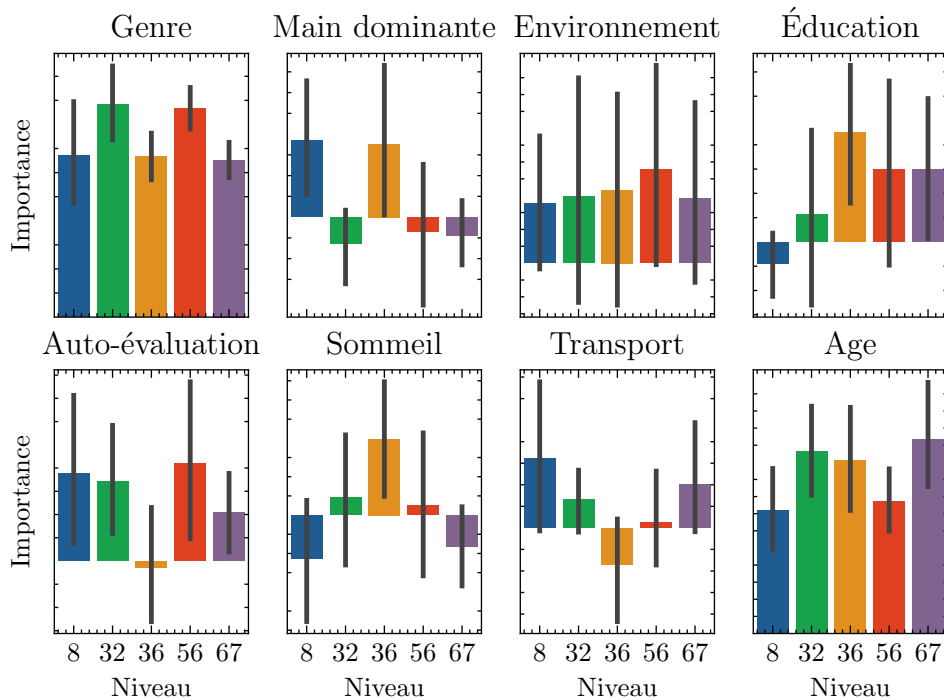 Genre Main dominante Environnement Éducation
Importance
Auto-évaluation Sommeil Transport Age
Importance
8 32 36 56 67 8 32 36 56 67 8 32 36 56 67 8 32 36 56 67
Niveau Niveau Niveau Niveau